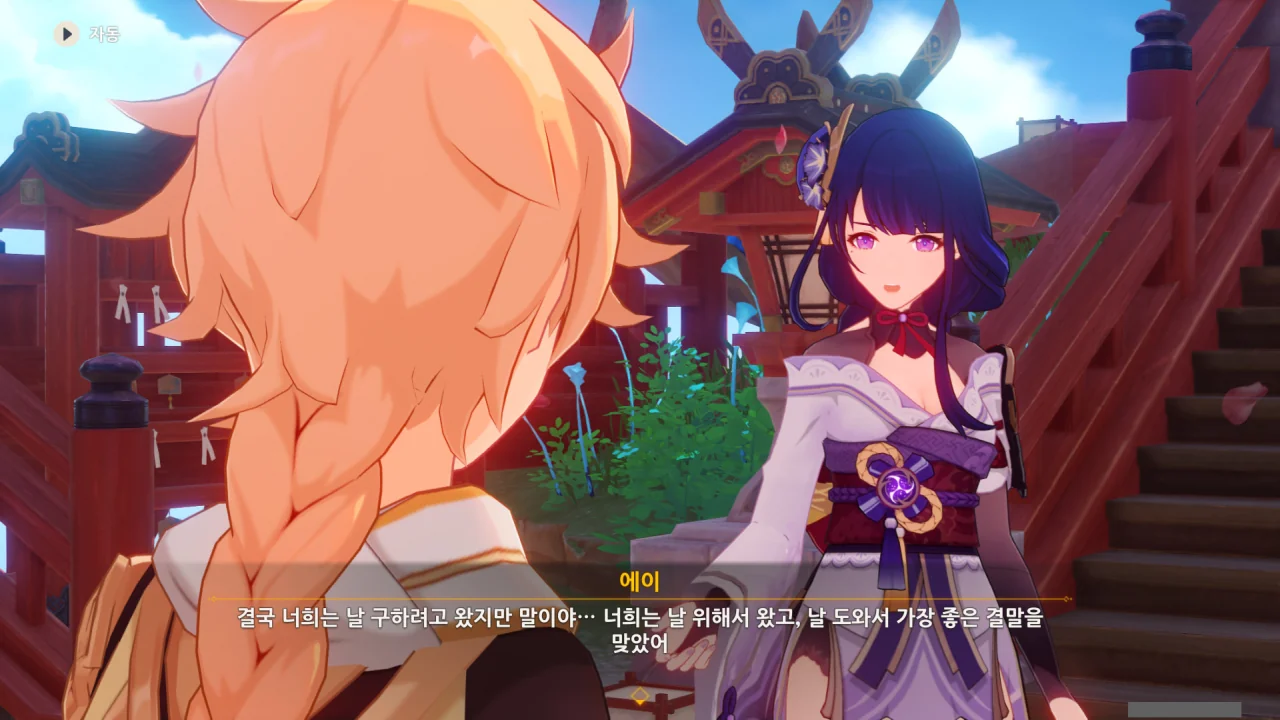 자동
에이
결국 너희는 날 구하려고 왔지만 말이야… 너희는 날 위해서 왔고, 날 도와서 가장 좋은 결말을
맞았어